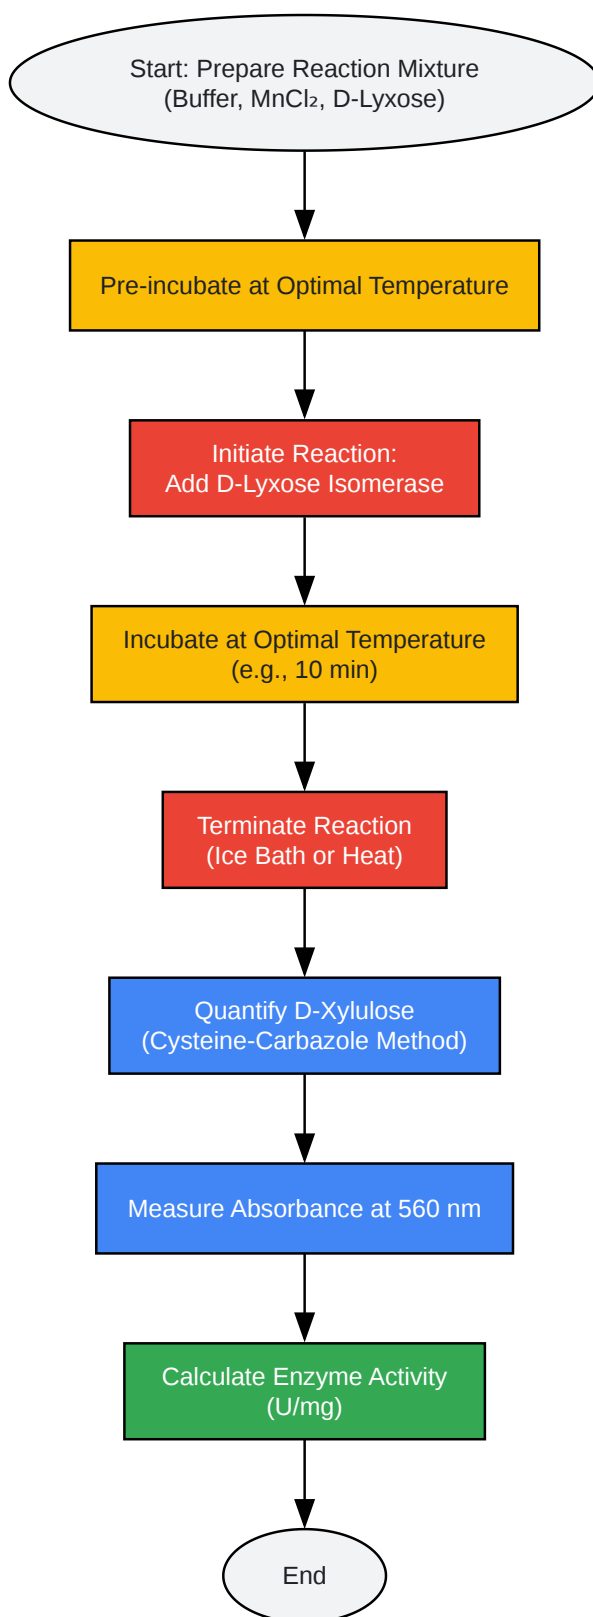 Start: Prepare Reaction Mixture
(Buffer, MnCl₂, D-Lyxose)
Pre-incubate at Optimal Temperature
Initiate Reaction:
Add D-Lyxose Isomerase
Incubate at Optimal Temperature
(e.g., 10 min)
Terminate Reaction
(Ice Bath or Heat)
Quantify D-Xylulose
(Cysteine-Carbazole Method)
Measure Absorbance at 560 nm
Calculate Enzyme Activity
(U/mg)
End